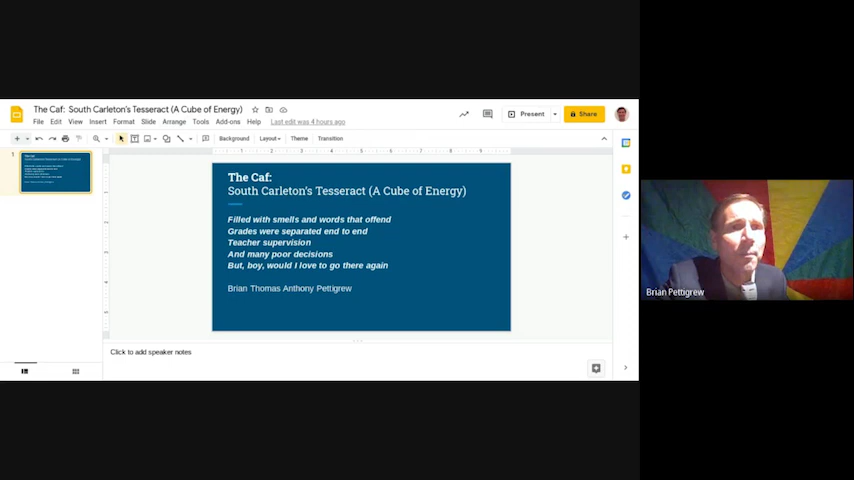 The Caf: South Carleton's Tesseract (A Cube of Energy)
File Edit View Insert Format Slide Arrange Tools Add-ons Help Last edit was 4 hours ago
Present
Share
Background Layout Theme Transition
1
The Caf:
South Carleton's Tesseract (A Cube of Energy)
Filled with smells and words that offend
Grades were separated end to end
Teacher supervision
And many poor decisions
But, boy, would I love to go there again
Brian Thomas Anthony Pettigrew
Click to add speaker notes
Brian Pettigrew